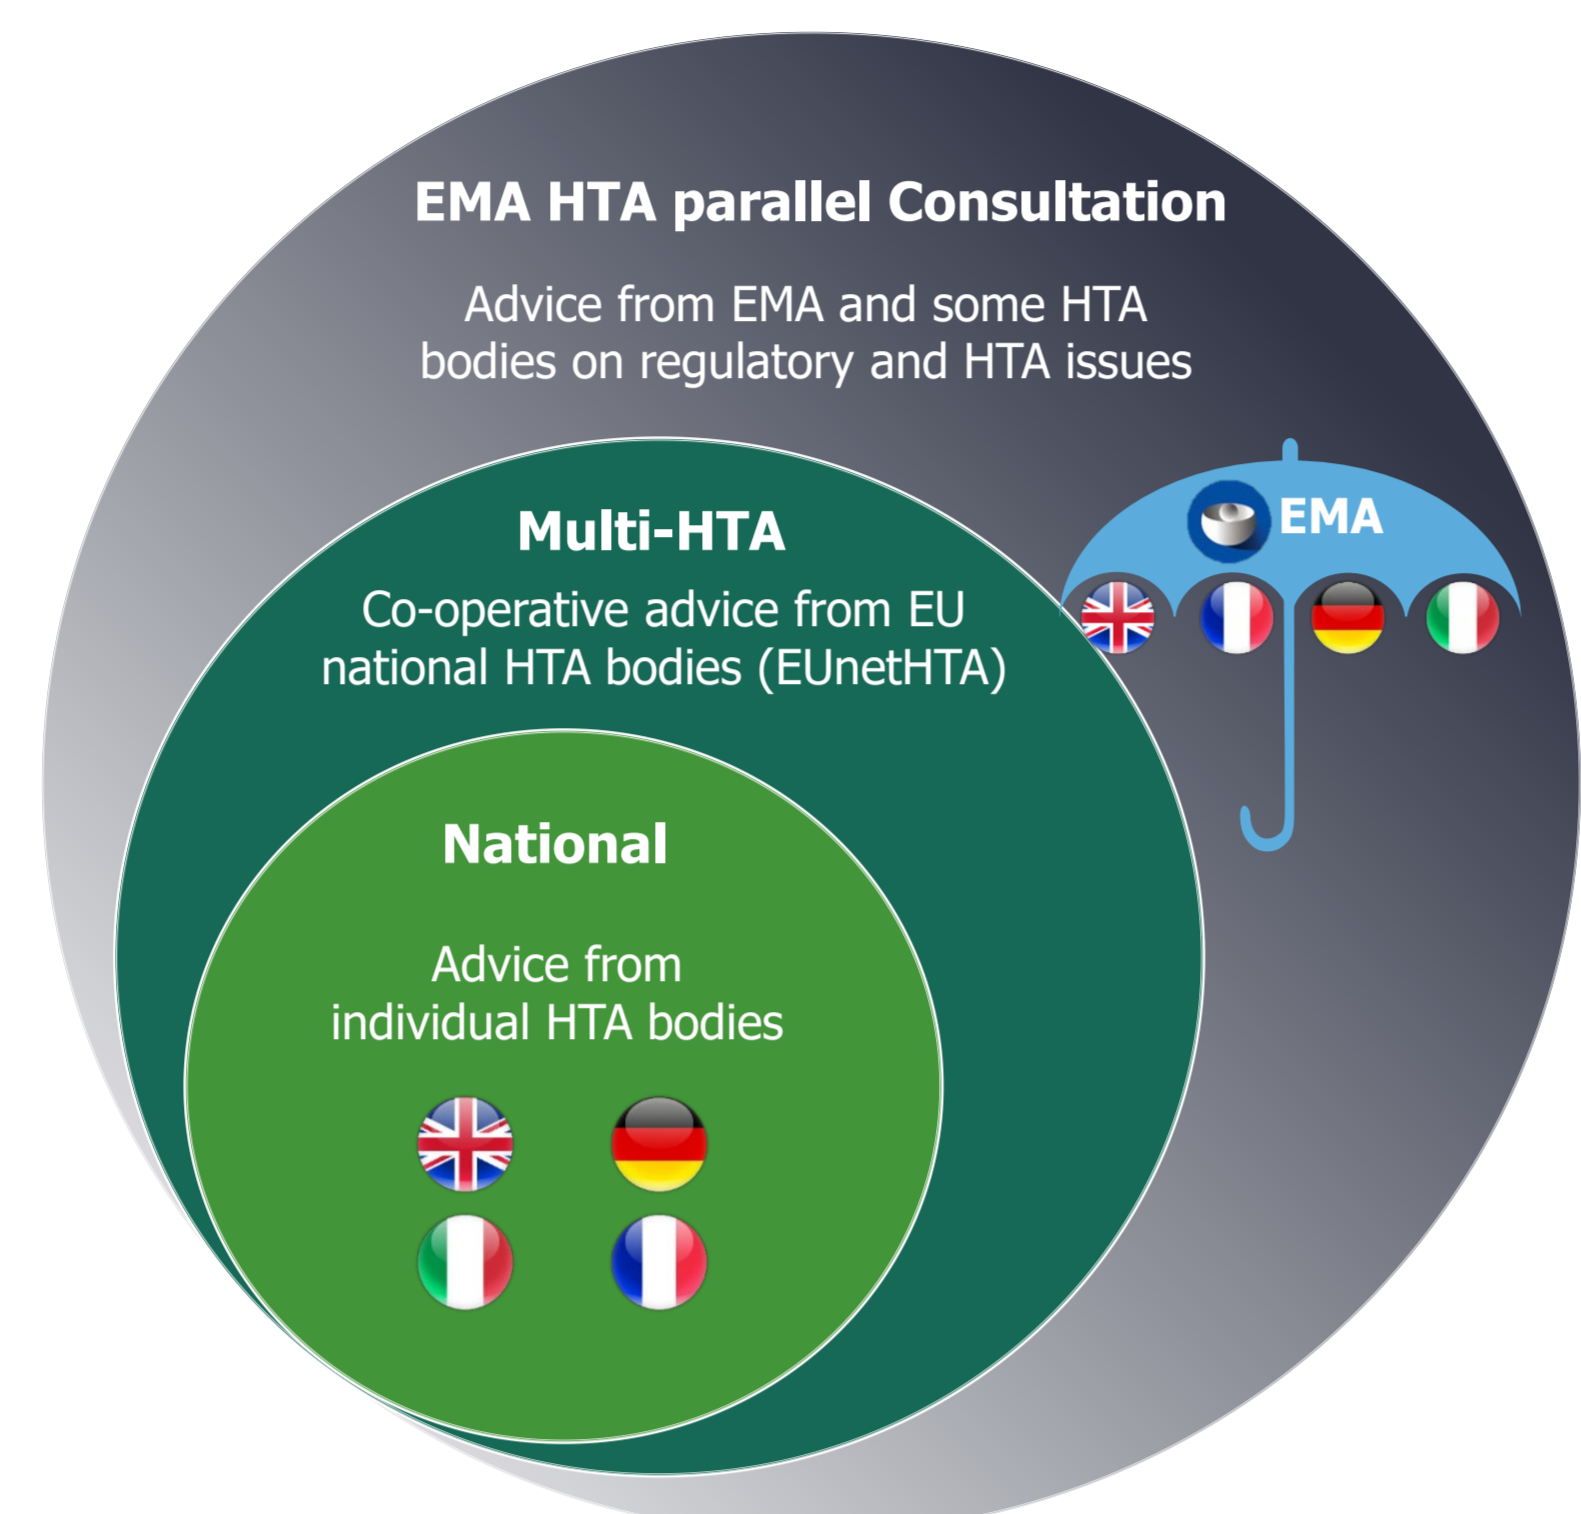 EMA HTA parallel Consultation
Advice from EMA and some HTA
bodies on regulatory and HTA issues
EMA
Multi-HTA
Co-operative advice from EU
national HTA bodies (EUnetHTA)
National
Advice from
individual HTA bodies